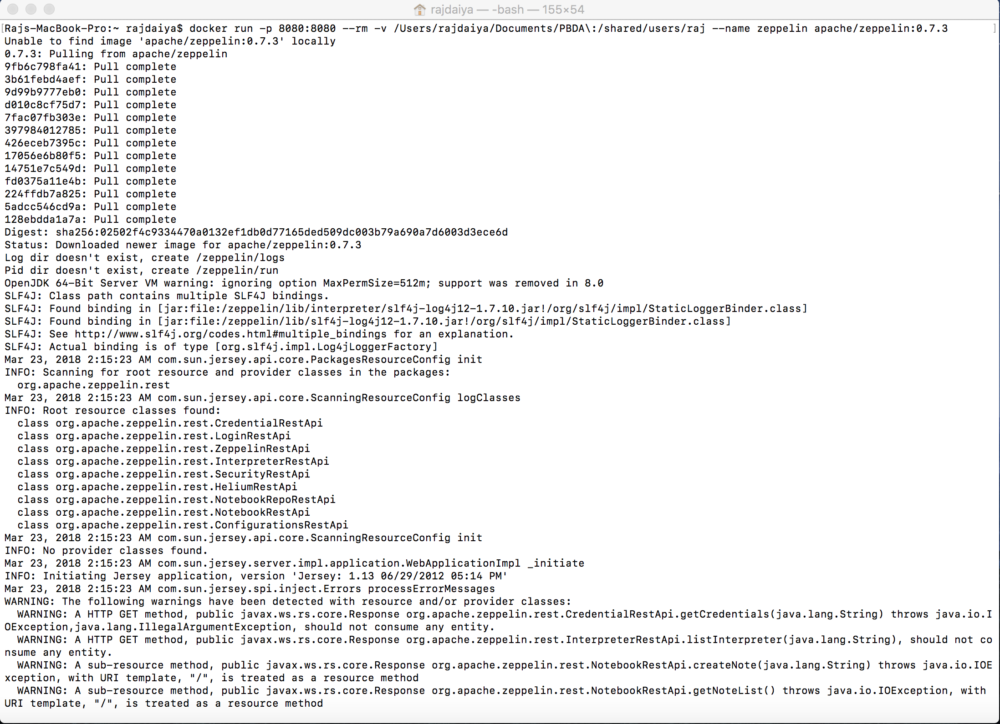 rajdaiya — -bash — 155×54
[Rajs-MacBook-Pro:~ rajdaiya$ docker run -p 8080:8080 --rm -v /Users/rajdaiya/Documents/PBDA\:/shared/users/raj --name zeppelin apache/zeppelin:0.7.3 ]
Unable to find image 'apache/zeppelin:0.7.3' locally
0.7.3: Pulling from apache/zeppelin
9fb6c798fa41: Pull complete
3b61febd4aef: Pull complete
9d99b9777eb0: Pull complete
d010c8cf75d7: Pull complete
7fac07fb303e: Pull complete
397984012785: Pull complete
426eceb7395c: Pull complete
17056e6b80f5: Pull complete
14751e7c549d: Pull complete
fd0375a11e4b: Pull complete
224ffdb7a825: Pull complete
5adcc546cd9a: Pull complete
128ebdda1a7a: Pull complete
Digest: sha256:02502f4c9334470a0132ef1db0d77165ded509dc003b79a690a7d6003d3ece6d
Status: Downloaded newer image for apache/zeppelin:0.7.3
Log dir doesn't exist, create /zeppelin/logs
Pid dir doesn't exist, create /zeppelin/run
OpenJDK 64-Bit Server VM warning: ignoring option MaxPermSize=512m; support was removed in 8.0
SLF4J: Class path contains multiple SLF4J bindings.
SLF4J: Found binding in [jar:file:/zeppelin/lib/interpreter/slf4j-log4j12-1.7.10.jar!/org/slf4j/impl/StaticLoggerBinder.class]
SLF4J: Found binding in [jar:file:/zeppelin/lib/slf4j-log4j12-1.7.10.jar!/org/slf4j/impl/StaticLoggerBinder.class]
SLF4J: See http://www.slf4j.org/codes.html#multiple_bindings for an explanation.
SLF4J: Actual binding is of type [org.slf4j.impl.Log4jLoggerFactory]
Mar 23, 2018 2:15:23 AM com.sun.jersey.api.core.PackagesResourceConfig init
INFO: Scanning for root resource and provider classes in the packages:
  org.apache.zeppelin.rest
Mar 23, 2018 2:15:23 AM com.sun.jersey.api.core.ScanningResourceConfig logClasses
INFO: Root resource classes found:
  class org.apache.zeppelin.rest.CredentialRestApi
  class org.apache.zeppelin.rest.LoginRestApi
  class org.apache.zeppelin.rest.ZeppelinRestApi
  class org.apache.zeppelin.rest.InterpreterRestApi
  class org.apache.zeppelin.rest.SecurityRestApi
  class org.apache.zeppelin.rest.HeliumRestApi
  class org.apache.zeppelin.rest.NotebookRepoRestApi
  class org.apache.zeppelin.rest.NotebookRestApi
  class org.apache.zeppelin.rest.ConfigurationsRestApi
Mar 23, 2018 2:15:23 AM com.sun.jersey.api.core.ScanningResourceConfig init
INFO: No provider classes found.
Mar 23, 2018 2:15:23 AM com.sun.jersey.server.impl.application.WebApplicationImpl _initiate
INFO: Initiating Jersey application, version 'Jersey: 1.13 06/29/2012 05:14 PM'
Mar 23, 2018 2:15:23 AM com.sun.jersey.spi.inject.Errors processErrorMessages
WARNING: The following warnings have been detected with resource and/or provider classes:
  WARNING: A HTTP GET method, public javax.ws.rs.core.Response org.apache.zeppelin.rest.CredentialRestApi.getCredentials(java.lang.String) throws java.io.I
OException,java.lang.IllegalArgumentException, should not consume any entity.
  WARNING: A HTTP GET method, public javax.ws.rs.core.Response org.apache.zeppelin.rest.InterpreterRestApi.listInterpreter(java.lang.String), should not co
nsume any entity.
  WARNING: A sub-resource method, public javax.ws.rs.core.Response org.apache.zeppelin.rest.NotebookRestApi.createNote(java.lang.String) throws java.io.IOE
xception, with URI template, "/", is treated as a resource method
  WARNING: A sub-resource method, public javax.ws.rs.core.Response org.apache.zeppelin.rest.NotebookRestApi.getNoteList() throws java.io.IOException, with
URI template, "/", is treated as a resource method